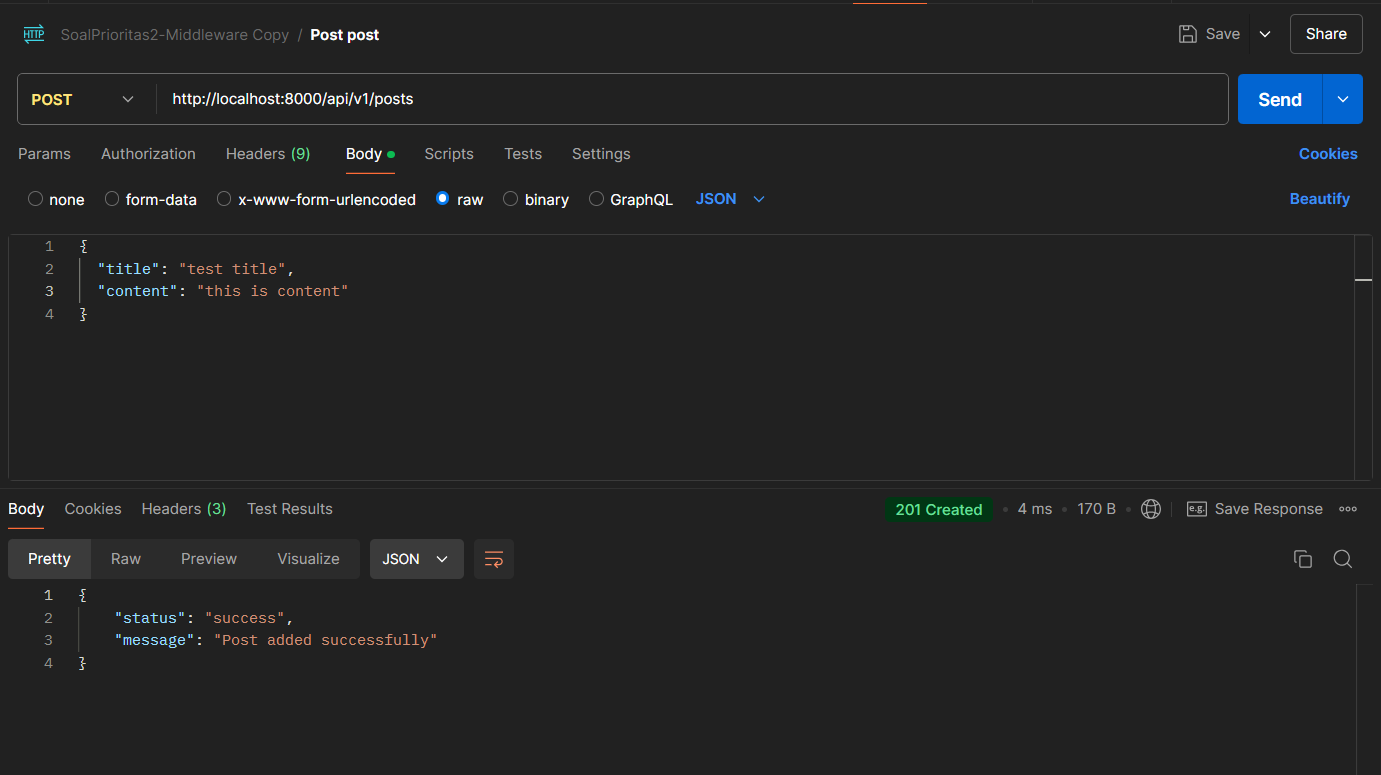 HTTP SoalPrioritas2-Middleware Copy / Post post Save Share
POST http://localhost:8000/api/v1/posts Send
Params Authorization Headers (9) Body Scripts Tests Settings Cookies
none form-data x-www-form-urlencoded raw binary GraphQL JSON Beautify
1 {
2 "title": "test title",
3 "content": "this is content"
4 }
Body Cookies Headers (3) Test Results 201 Created • 4 ms • 170 B • e.g. Save Response
Pretty Raw Preview Visualize JSON
1 {
2 "status": "success",
3 "message": "Post added successfully"
4 }